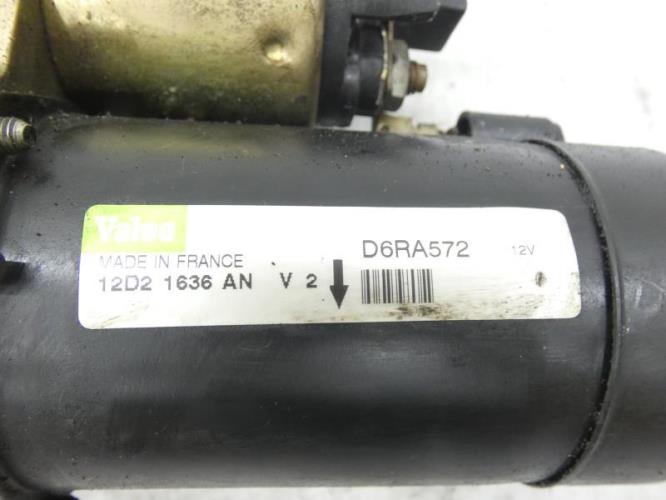 Valeo
MADE IN FRANCE
12D2 1636 AN V 2
D6RA572 12V